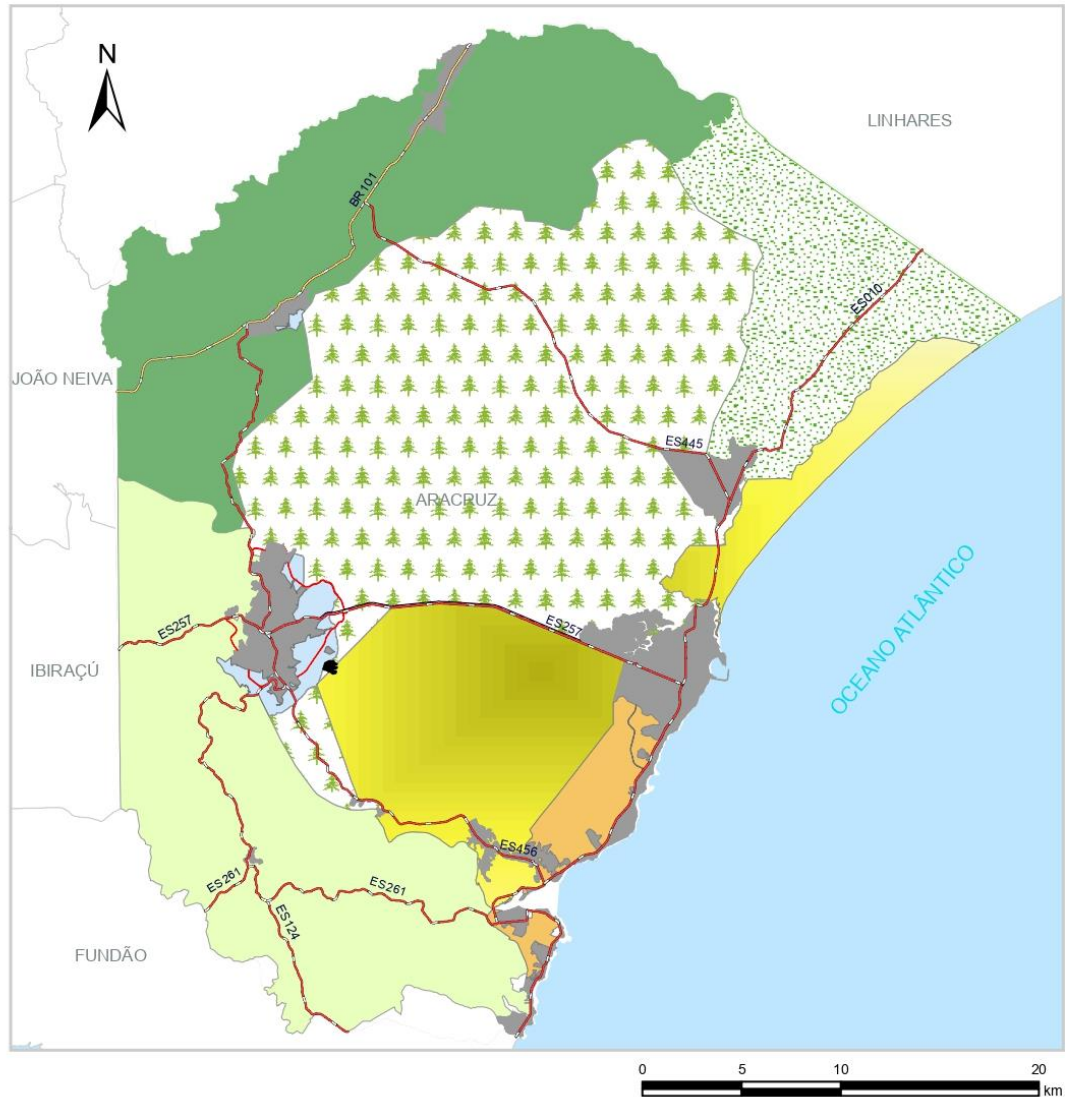 N
LINHARES
BR101
ES010
JOÃO NEIVA
ES445
ARACRUZ
OCEANO ATLÂNTICO
ES257
ES257
IBIRAÇÚ
ES456
ES261
ES261
ES124
FUNDÃO
0 5 10 20
km